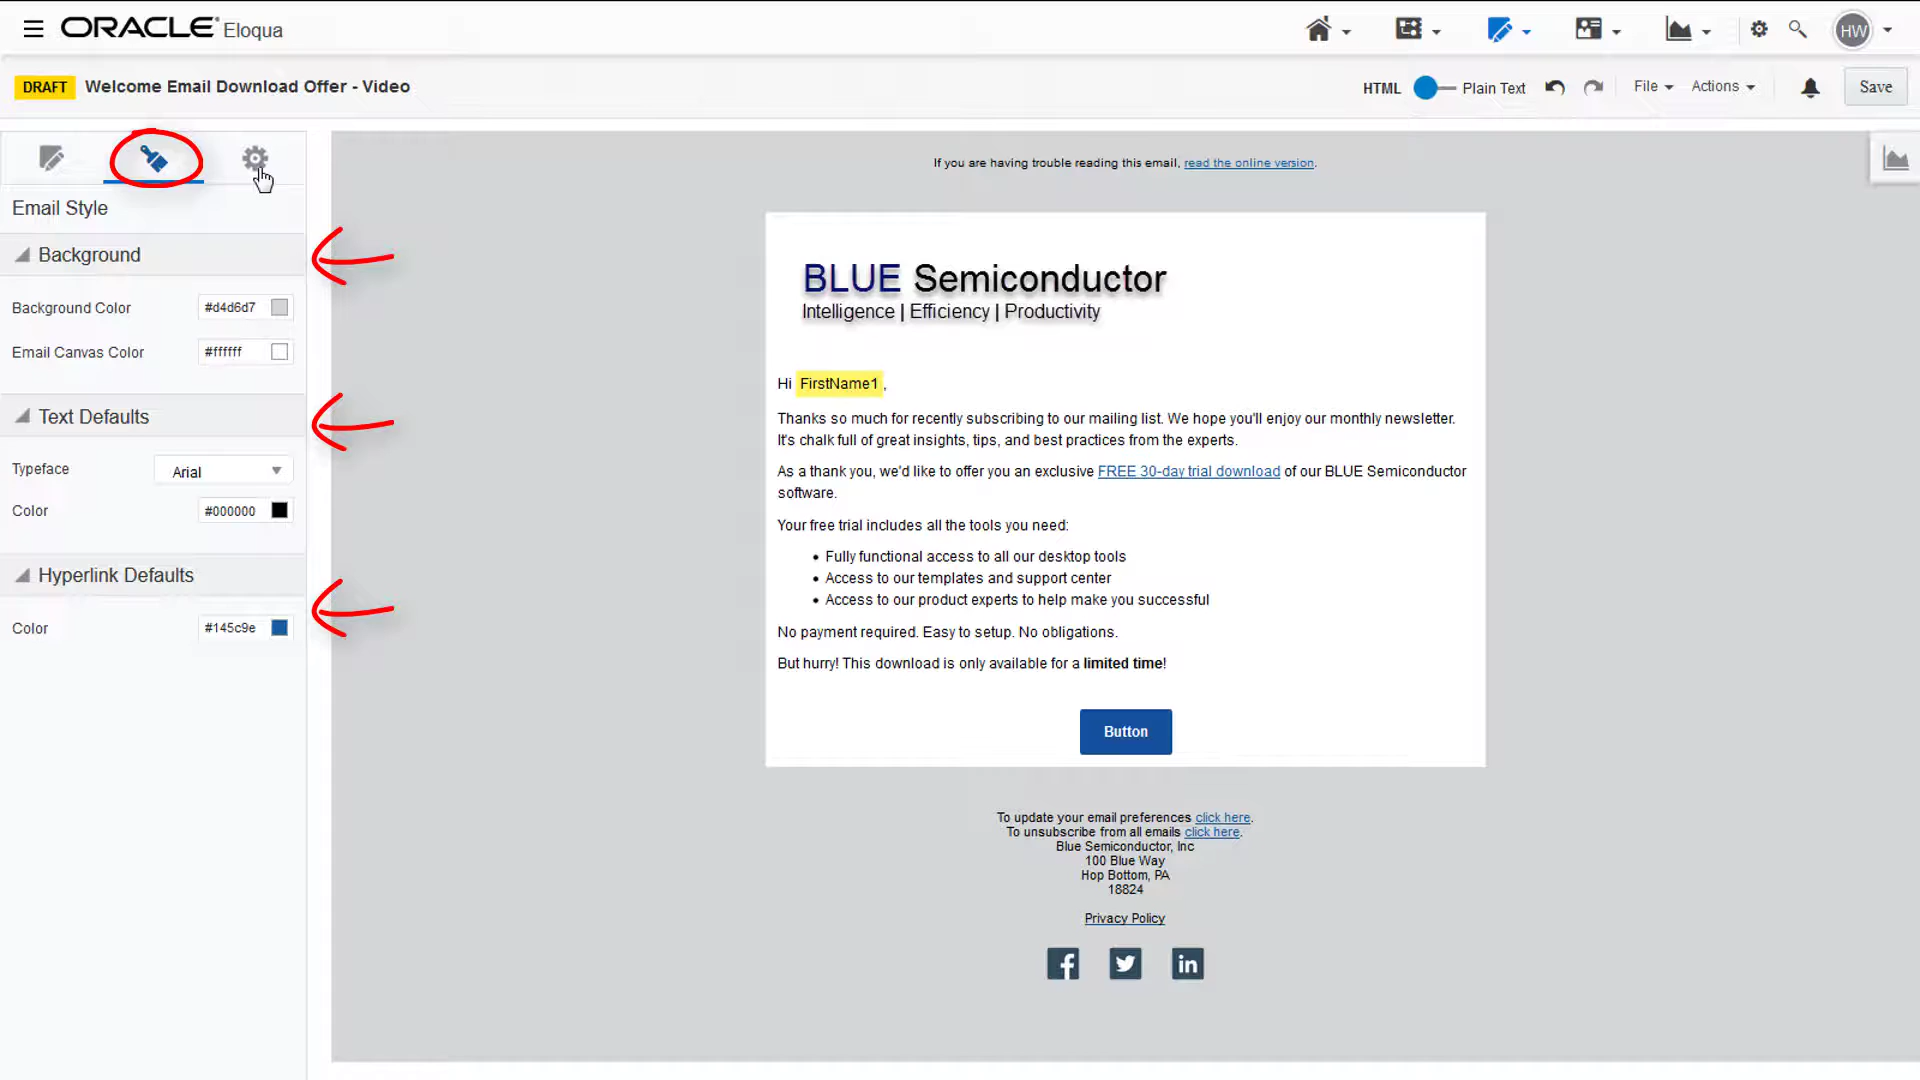 ORACLE® Eloqua
HW
DRAFT Welcome Email Download Offer - Video
HTML Plain Text File Actions Save
Email Style
Background
Background Color #d4d6d7
Email Canvas Color #ffffff
Text Defaults
Typeface Arial
Color #000000
Hyperlink Defaults
Color #145c9e
If you are having trouble reading this email, read the online version.
BLUE Semiconductor
Intelligence | Efficiency | Productivity
Hi FirstName1 ,
Thanks so much for recently subscribing to our mailing list. We hope you'll enjoy our monthly newsletter.
It's chalk full of great insights, tips, and best practices from the experts.
As a thank you, we'd like to offer you an exclusive FREE 30-day trial download of our BLUE Semiconductor
software.
Your free trial includes all the tools you need:
• Fully functional access to all our desktop tools
• Access to our templates and support center
• Access to our product experts to help make you successful
No payment required. Easy to setup. No obligations.
But hurry! This download is only available for a limited time!
Button
To update your email preferences click here.
To unsubscribe from all emails click here.
Blue Semiconductor, Inc
100 Blue Way
Hop Bottom, PA
18824
Privacy Policy